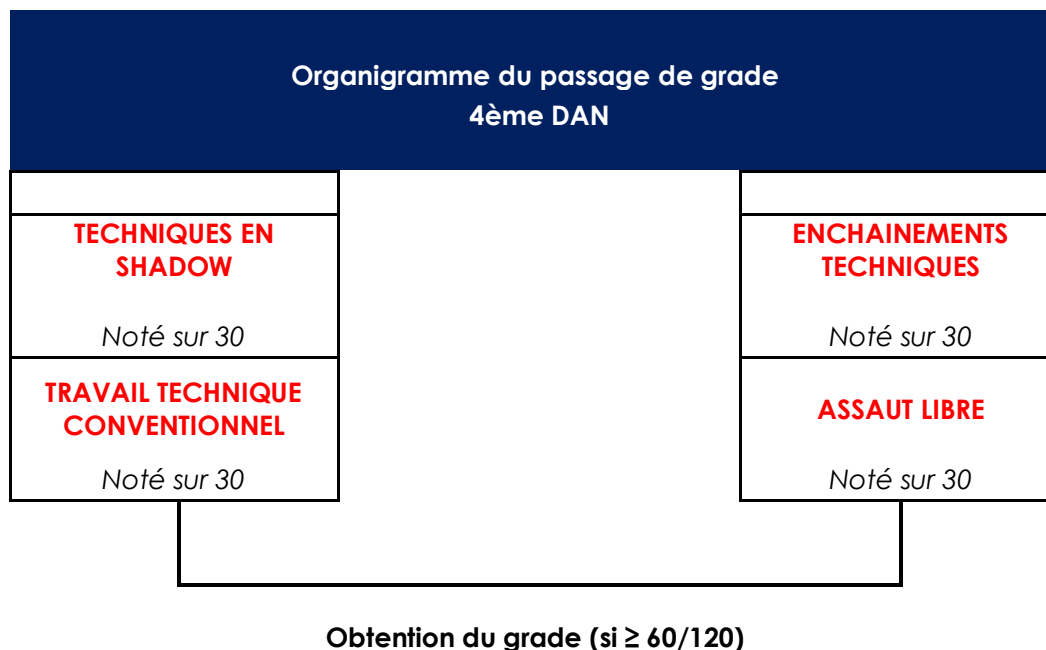 Organigramme du passage de grade
4ème DAN
TECHNIQUES EN
SHADOW
Noté sur 30
TRAVAIL TECHNIQUE
CONVENTIONNEL
Noté sur 30
ENCHAINEMENTS
TECHNIQUES
Noté sur 30
ASSAUT LIBRE
Noté sur 30
Obtention du grade (si ≥ 60/120)